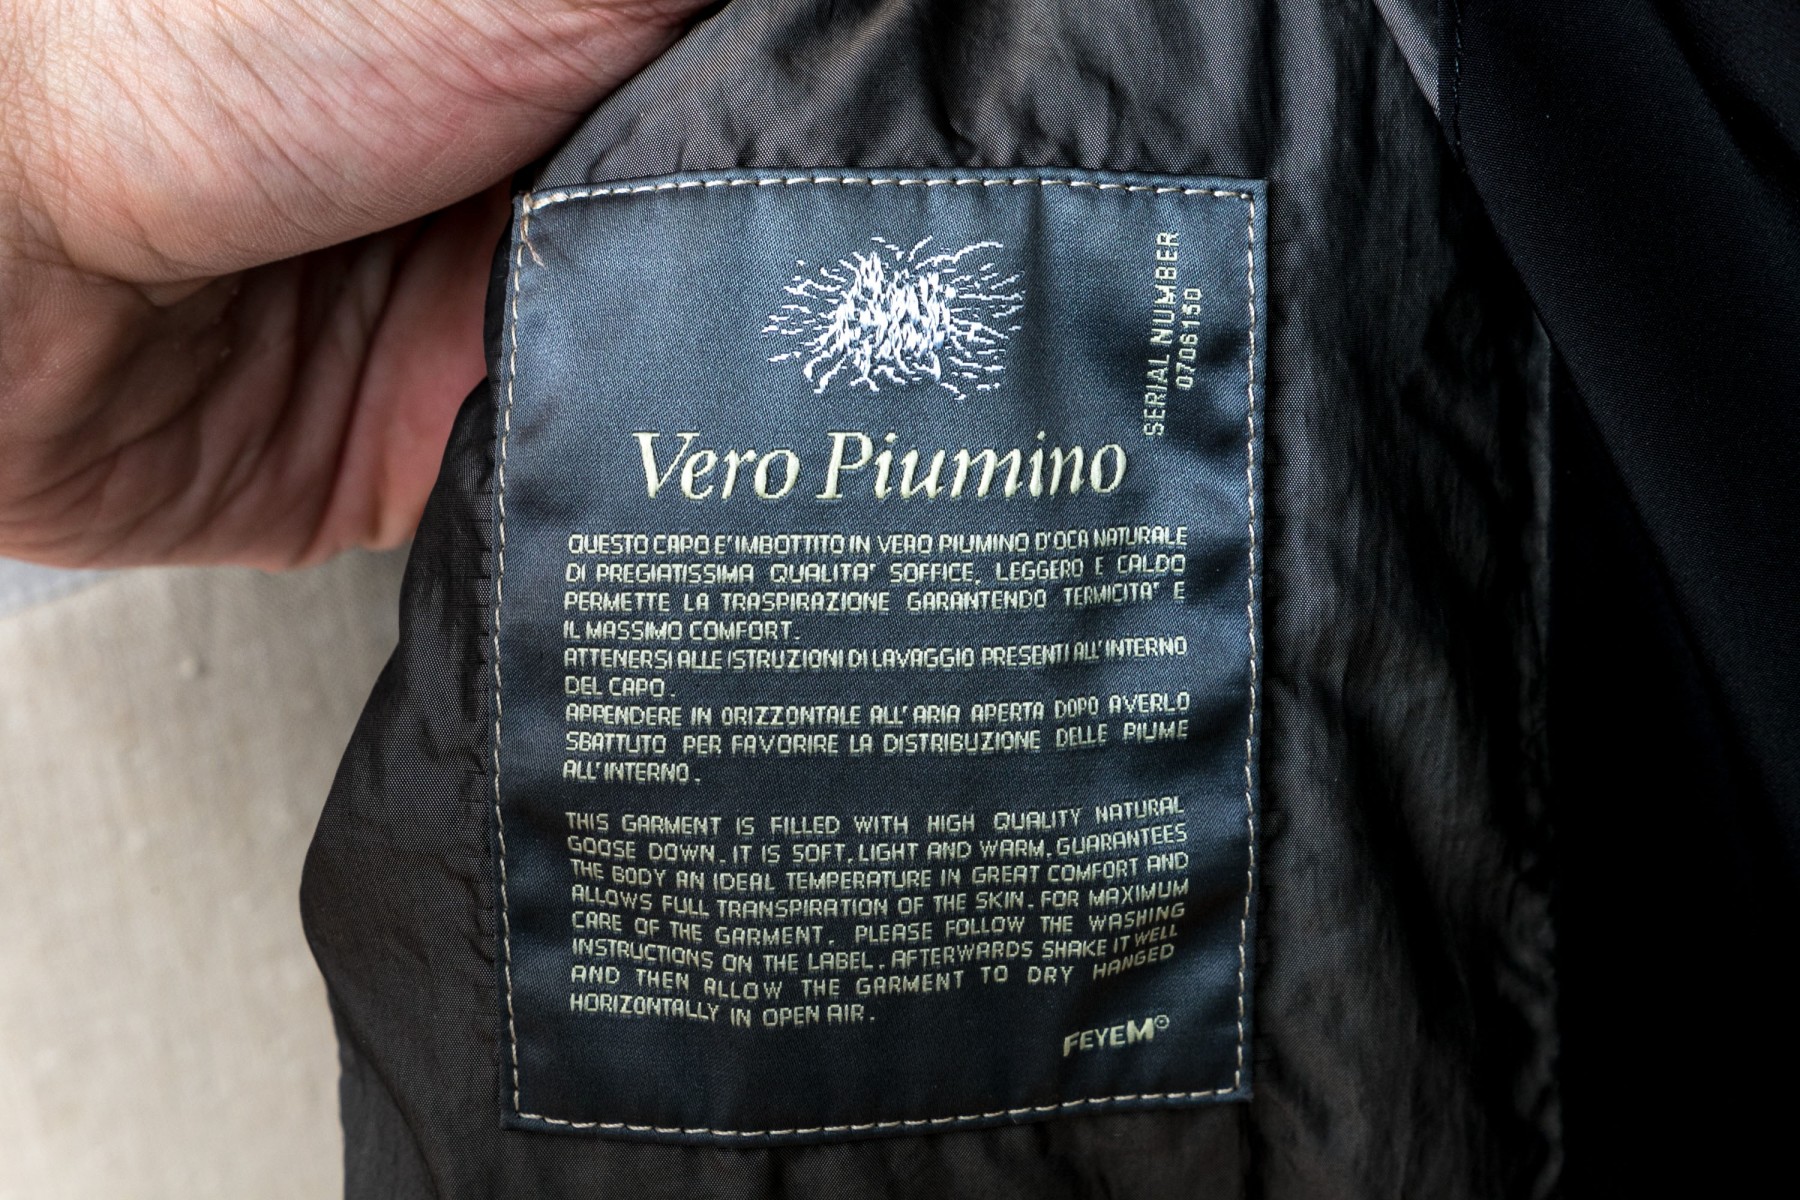 SERIAL NUMBER
0706150
Vero Piumino
QUESTO CAPO E' IMBOTTITO IN VERO PIUMINO D'OCA NATURALE
DI PREGIATISSIMA QUALITA' SOFFICE, LEGGERO E CALDO
PERMETTE LA TRASPIRAZIONE GARANTENDO TERMICITA' E
IL MASSIMO COMFORT.
ATTENERSI ALLE ISTRUZIONI DI LAVAGGIO PRESENTI ALL'INTERNO
DEL CAPO.
APPENDERE IN ORIZZONTALE ALL'ARIA APERTA DOPO AVERLO
SBATTUTO PER FAVORIRE LA DISTRIBUZIONE DELLE PIUME
ALL'INTERNO.
THIS GARMENT IS FILLED WITH HIGH QUALITY NATURAL
GOOSE DOWN. IT IS SOFT, LIGHT AND WARM, GUARANTEES
THE BODY AN IDEAL TEMPERATURE IN GREAT COMFORT AND
ALLOWS FULL TRANSPIRATION OF THE SKIN. FOR MAXIMUM
CARE OF THE GARMENT, PLEASE FOLLOW THE WASHING
INSTRUCTIONS ON THE LABEL. AFTERWARDS SHAKE IT WELL
AND THEN ALLOW THE GARMENT TO DRY HANGED
HORIZONTALLY IN OPEN AIR.
FEYEM©